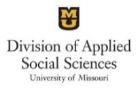 Division of Applied
Social Sciences
University of Missouri